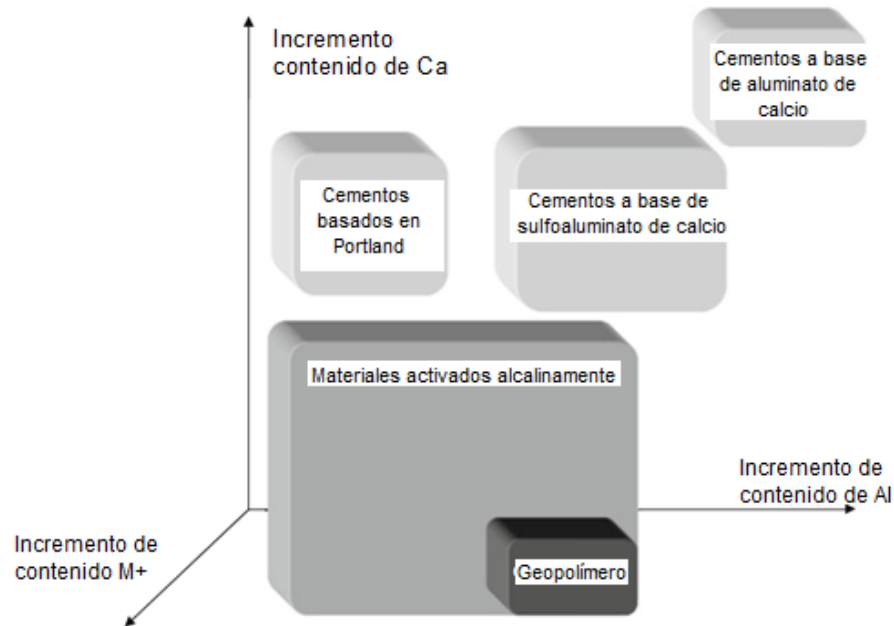 Incremento
contenido de Ca
Cementos a base
de aluminato de
calcio
Cementos
basados en
Portland
Cementos a base de
sulfoaluminato de calcio
Materiales activados alcalinamente
Incremento de
contenido de Al
Geopolímero
Incremento de
contenido M+